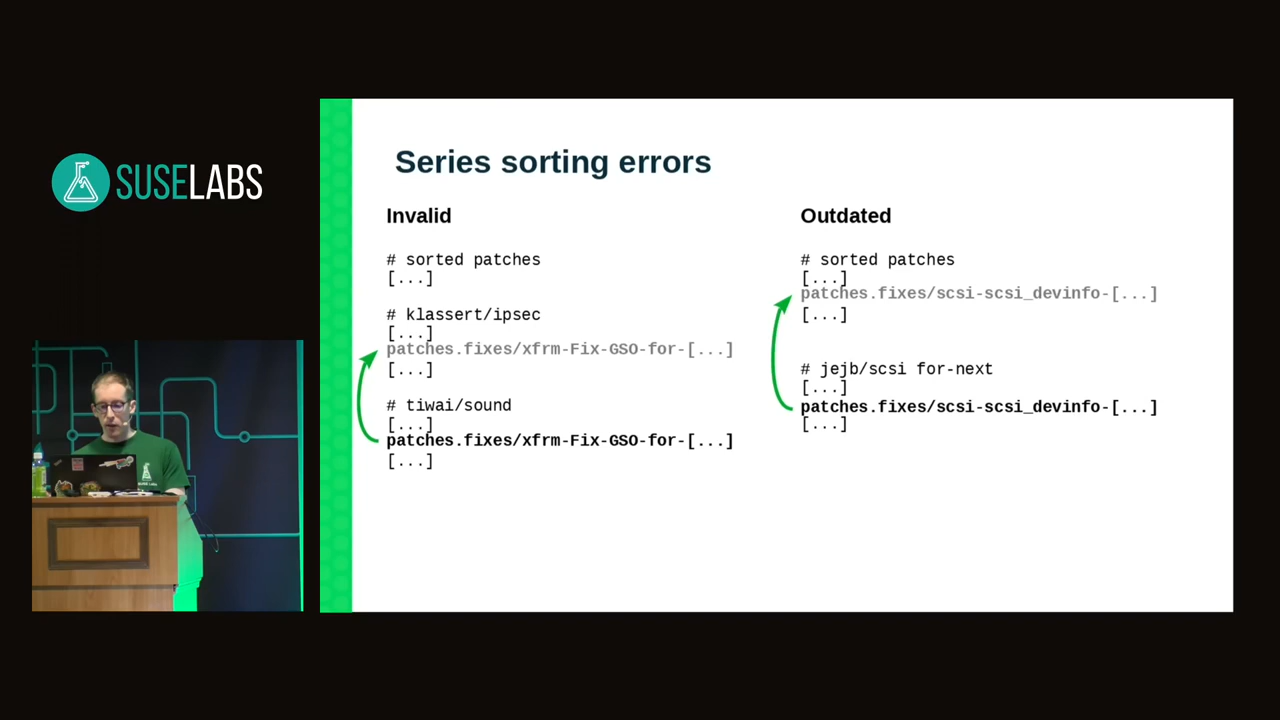 SUSELABS
Series sorting errors
Invalid
# sorted patches
[...]
# klassert/ipsec
[...]
patches.fixes/xfrm-Fix-GSO-for-[...]
[...]
# tiwai/sound
[...]
patches.fixes/xfrm-Fix-GSO-for-[...]
[...]
Outdated
# sorted patches
[...]
patches.fixes/scsi-scsi_devinfo-[...]
[...]
# jejb/scsi for-next
[...]
patches.fixes/scsi-scsi_devinfo-[...]
[...]